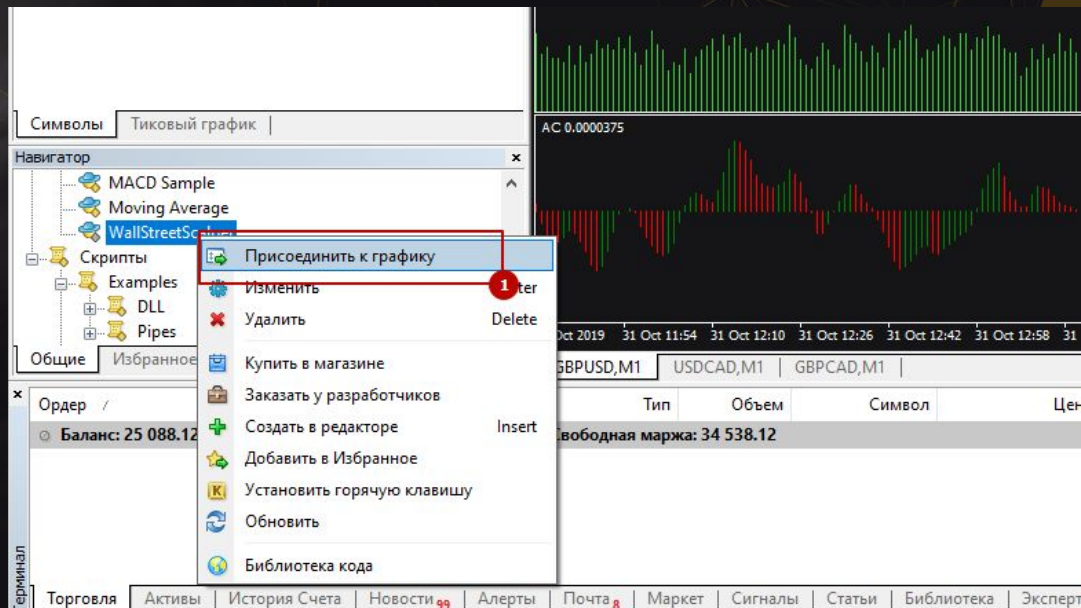 Символы | Тиковый график |
AC 0.0000375
Навигатор
MACD Sample
Moving Average
Скрипты
Examples
DLL
Pipes
Общие | Избранное
Присоединить к графику
1
Изменить
Удалить Delete
Купить в магазине
Заказать у разработчиков
Создать в редакторе Insert
Добавить в Избранное
K Установить горячую клавишу
Обновить
Библиотека кода
2019 31 Oct 11:54 31 Oct 12:10 31 Oct 12:26 31 Oct 12:42 31 Oct 12:58 31
GBPUSD,M1 | USDCAD,M1 | GBPCAD,M1 |
Ордер / Тип Объем Символ
Баланс: 25 088.12 маржа: 34 538.12
Торговля | Активы | История Счета | Новости 99 | Алерты | Почта 8 | Маркет | Сигналы | Статьи | Библиотека |